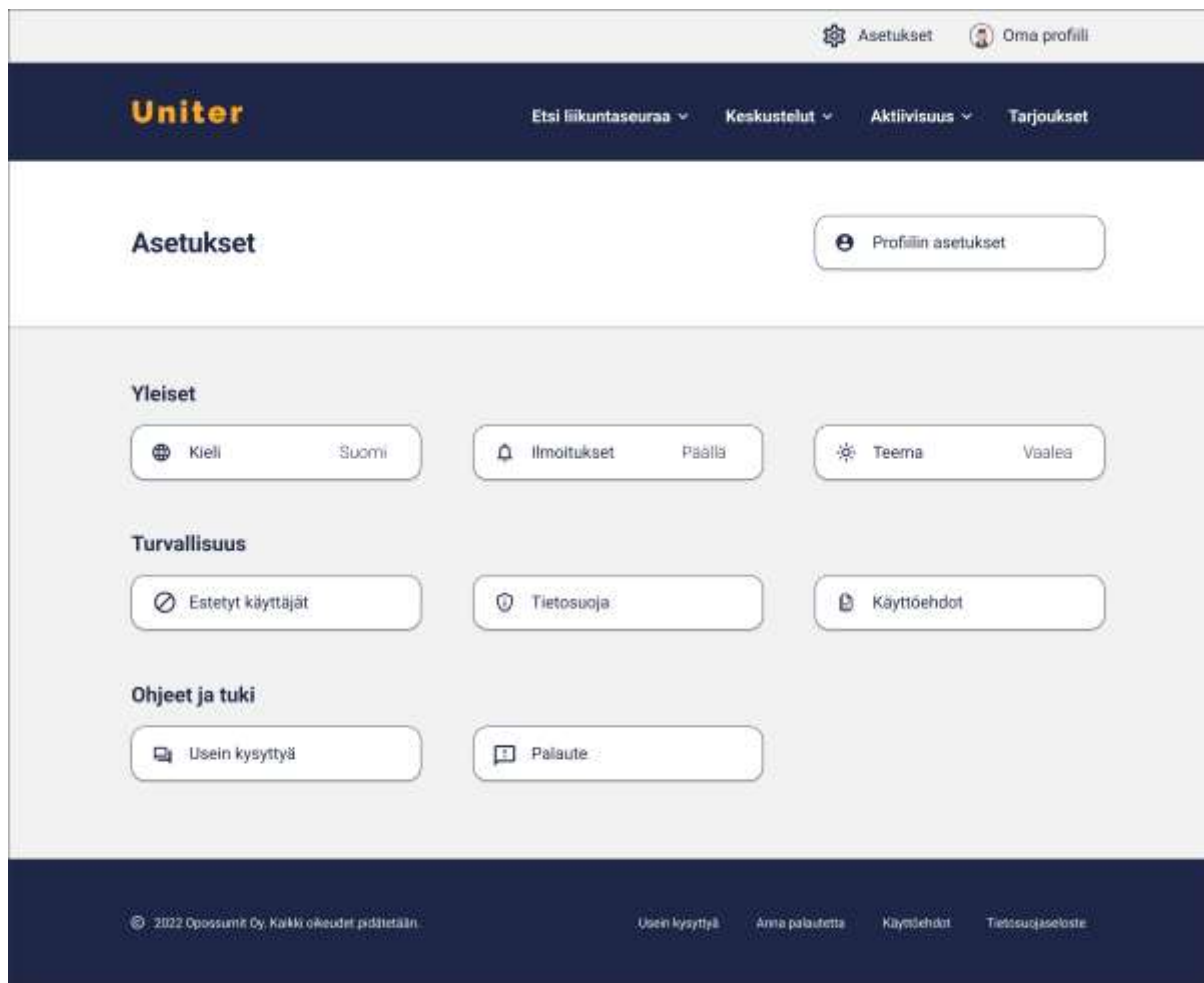 Asetukset Oma profiili
Uniter Etsi liikuntaseuraa Keskustelut Aktiivisuus Tarjoukset
Asetukset Profiilin asetukset
Yleiset
Kieli Suomi Ilmoitukset Päällä Teema Vaalea
Turvallisuus
Estetyt käyttäjät Tietosuoja Käyttöehdot
Ohjeet ja tuki
Usein kysyttyä Palaute
© 2022 Opossumit Oy. Kaikki oikeudet pidätetään. Usein kysyttyä Anna palautetta Käyttöehdot Tietosuojaseloste